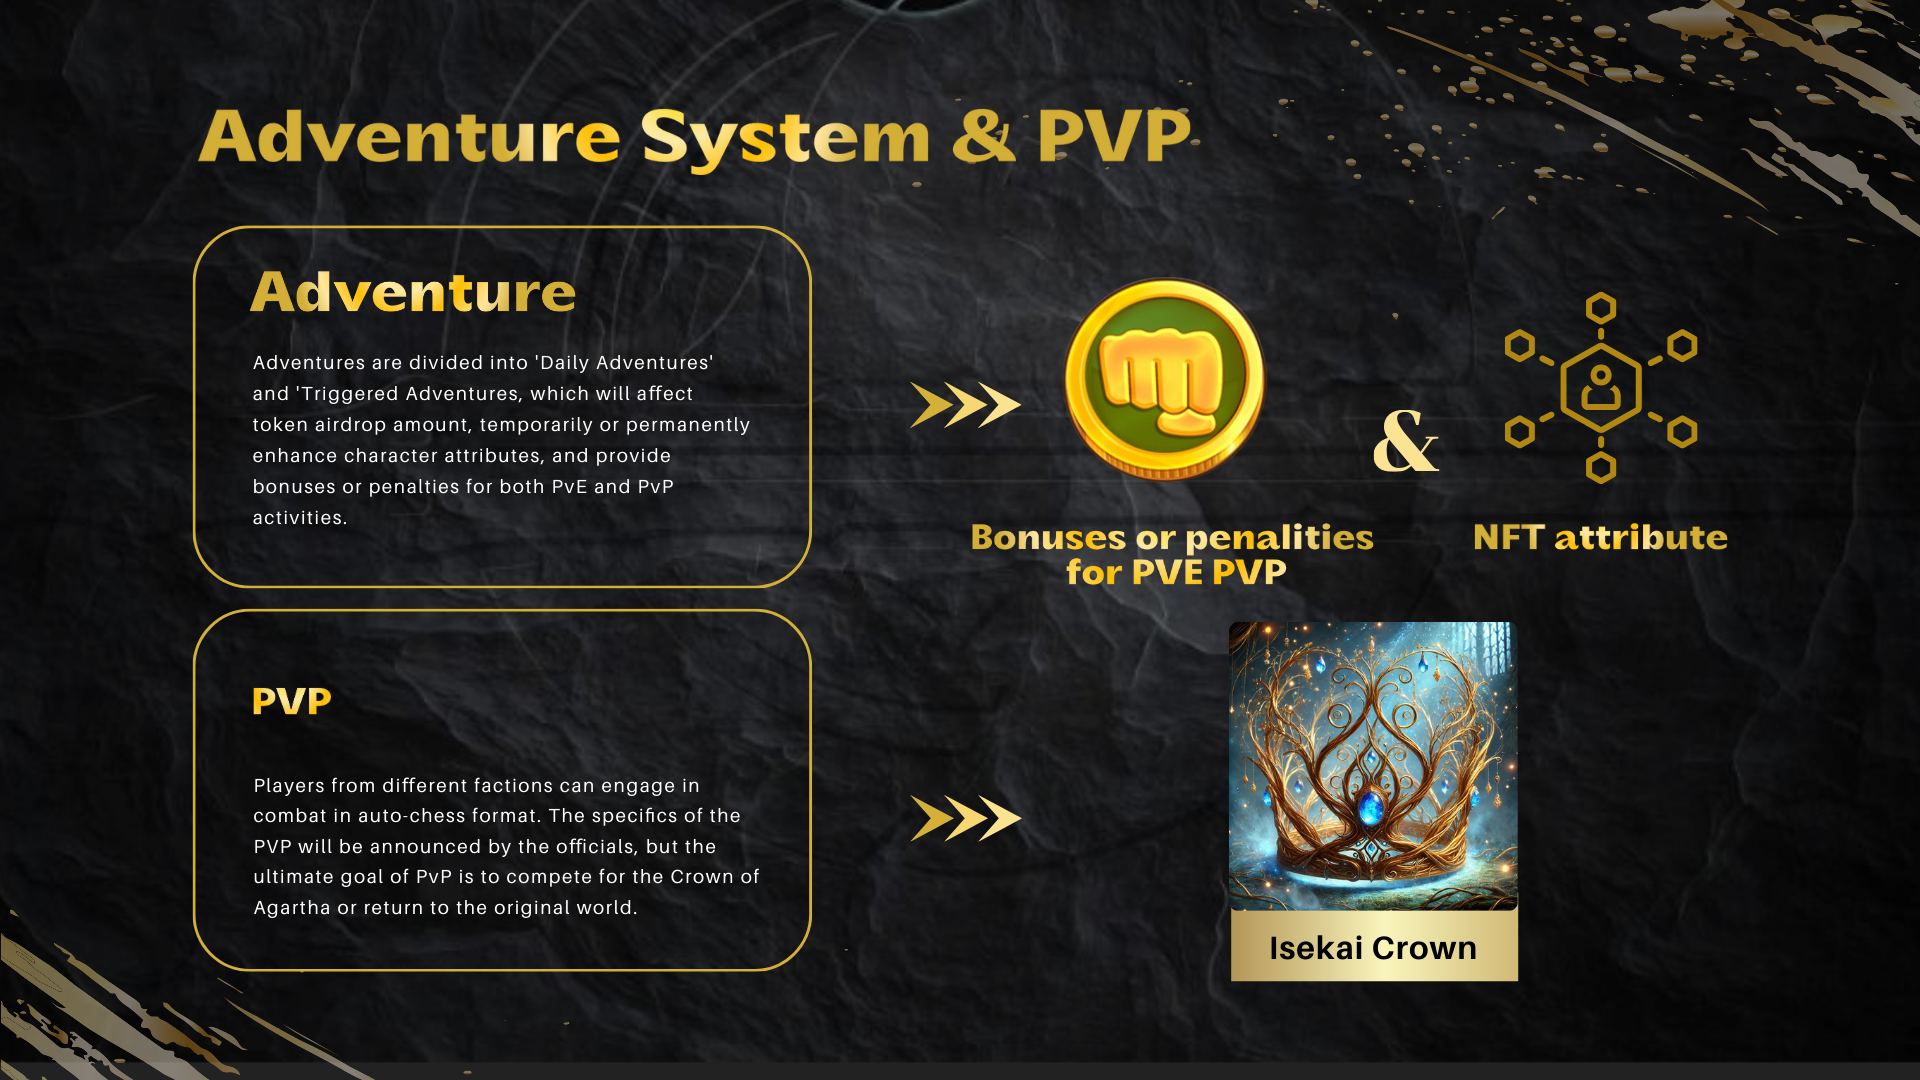 Adventure System & PVP
Adventure
Adventures are divided into 'Daily Adventures'
and 'Triggered Adventures, which will affect
token airdrop amount, temporarily or permanently
enhance character attributes, and provide
bonuses or penalties for both PvE and PvP
activities.
&
Bonuses or penalities
for PVE PVP
NFT attribute
PVP
Players from different factions can engage in
combat in auto-chess format. The specifics of the
PVP will be announced by the officials, but the
ultimate goal of PvP is to compete for the Crown of
Agartha or return to the original world.
Isekai Crown